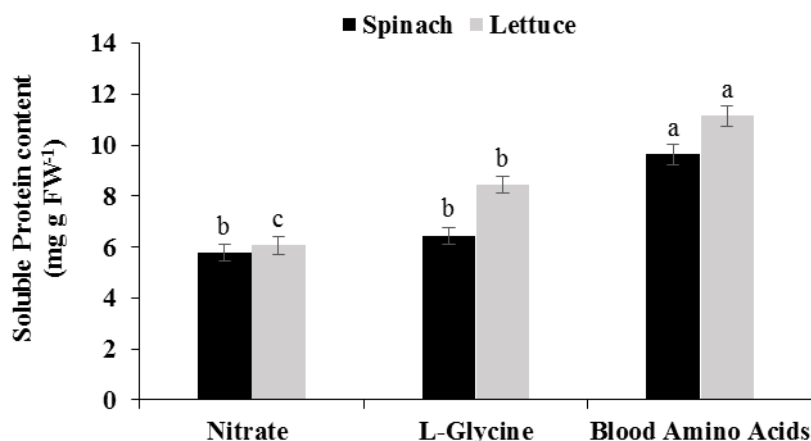 Spinach Lettuce
Soluble Protein content
(mg g FW-1)
14
12
10
8
6
4
2
0
b
c
b
b
a
a
Nitrate
L-Glycine
Blood Amino Acids